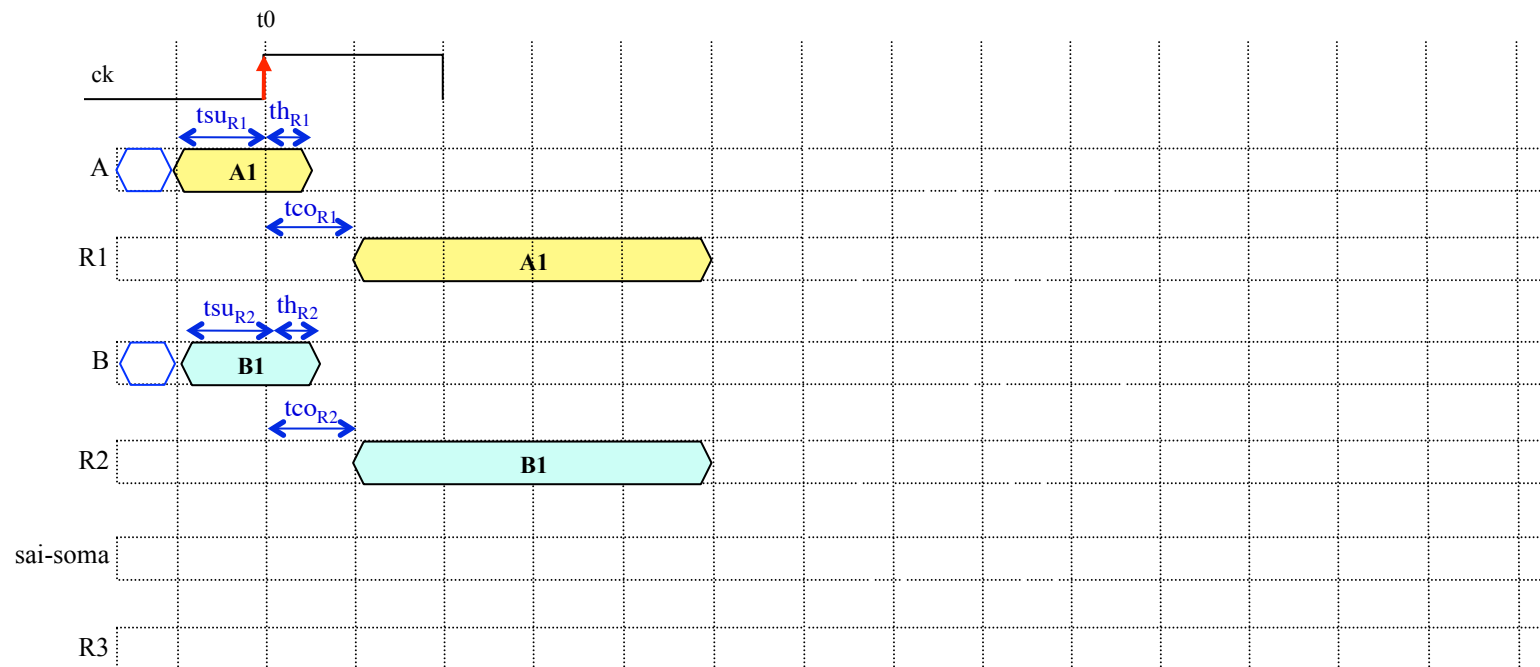 t0
ck
tsuR1 thR1
A A1
tcoR1
R1 A1
tsuR2 thR2
B B1
tcoR2
R2 B1
sai-soma
R3